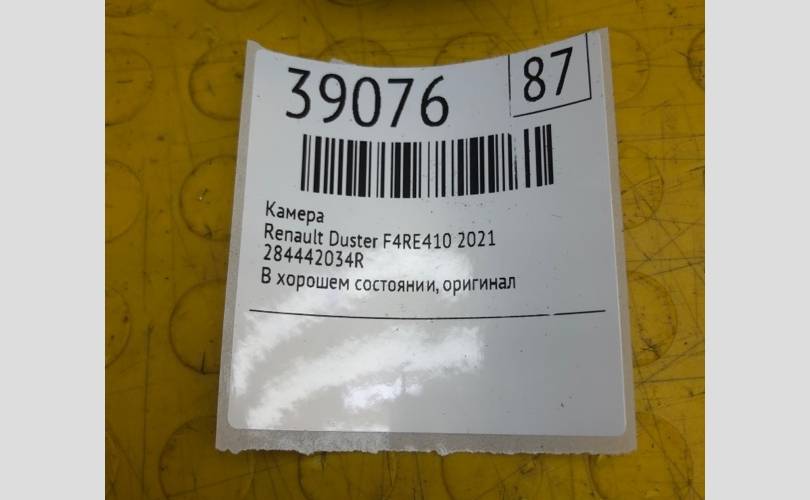 39076
87
Камера
Renault Duster F4RE410 2021
284442034R
В хорошем состоянии, оригинал